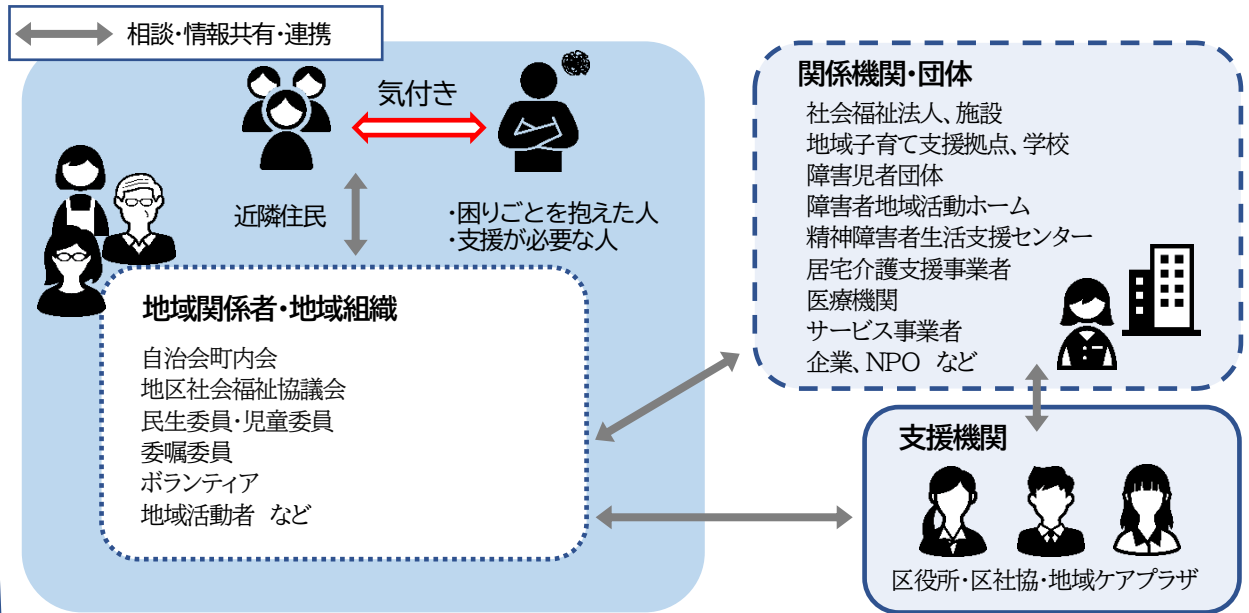 相談・情報共有・連携
気付き
近隣住民
・困りごとを抱えた人
・支援が必要な人
地域関係者・地域組織
自治会町内会
地区社会福祉協議会
民生委員・児童委員
委嘱委員
ボランティア
地域活動者　など
関係機関・団体
社会福祉法人、施設
地域子育て支援拠点、学校
障害児者団体
障害者地域活動ホーム
精神障害者生活支援センター
居宅介護支援事業者
医療機関
サービス事業者
企業、NPO　など
支援機関
区役所・区社協・地域ケアプラザ